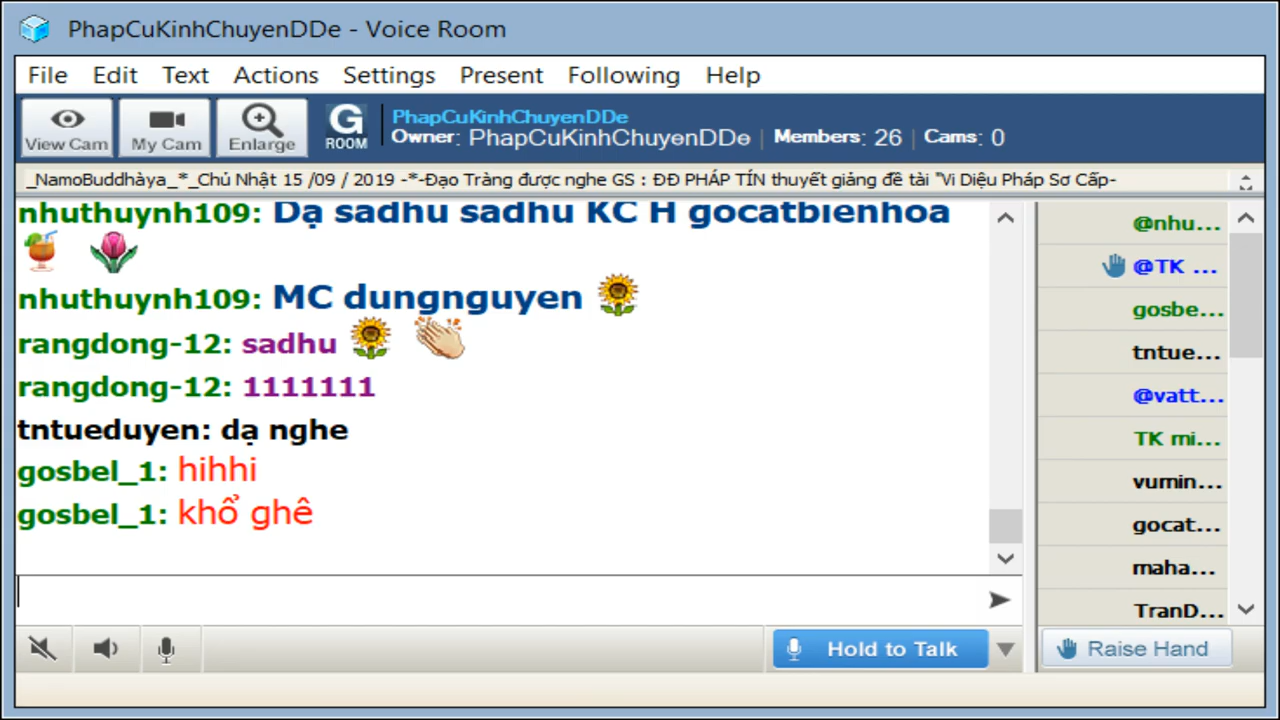 PhapCuKinhChuyenDDe - Voice Room
File Edit Text Actions Settings Present Following Help
View Cam My Cam Enlarge G ROOM
PhapCuKinhChuyenDDe
Owner: PhapCuKinhChuyenDDe | Members: 26 | Cams: 0
_NamoBuddhàya_*_Chủ Nhật 15 /09 / 2019 -*-Đạo Tràng được nghe GS : ĐĐ PHÁP TÍN thuyết giảng đề tài "Vi Diệu Pháp Sơ Cấp-
nhuthuynh109: Dạ sadhu sadhu KC H gocatbienhoa
nhuthuynh109: MC dungnguyen
rangdong-12: sadhu
rangdong-12: 1111111
tntueduyen: dạ nghe
gosbel_1: hihhi
gosbel_1: khổ ghê
@nhu...
@TK ...
gosbe...
tntue...
@vatt...
TK mi...
vumin...
gocat...
maha...
TranD...
Hold to Talk
Raise Hand